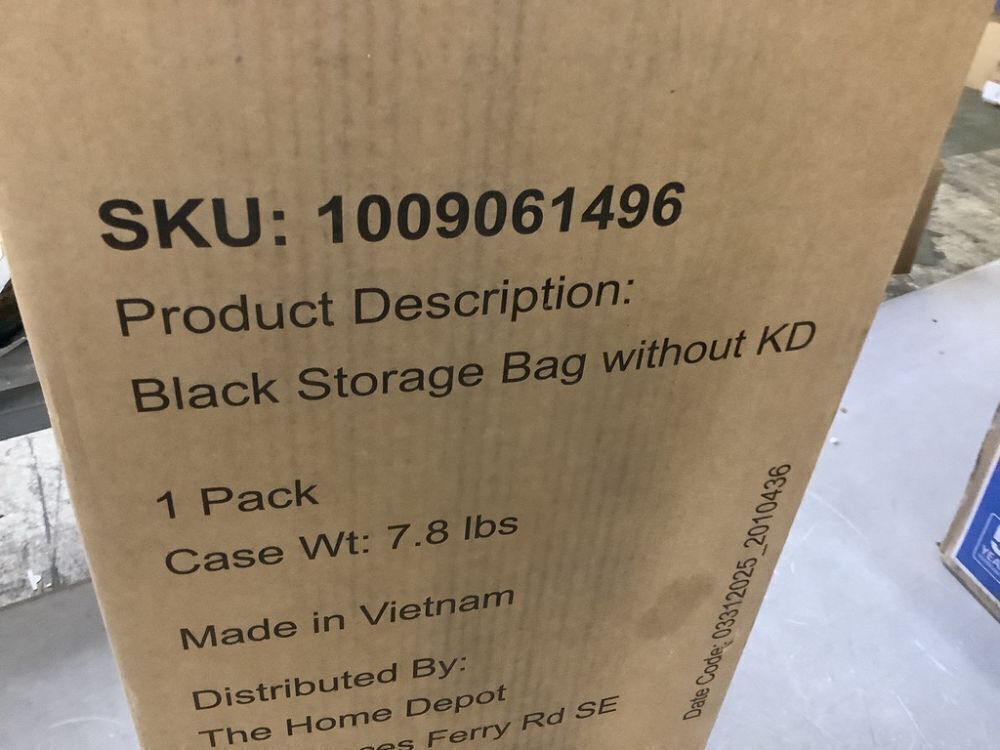 SKU: 1009061496
Product Description:
Black Storage Bag without KD
1 Pack
Case Wt: 7.8 lbs
Made in Vietnam
Distributed By:
The Home Depot
Ferry Rd SE
Date Code: 03312025_2010436